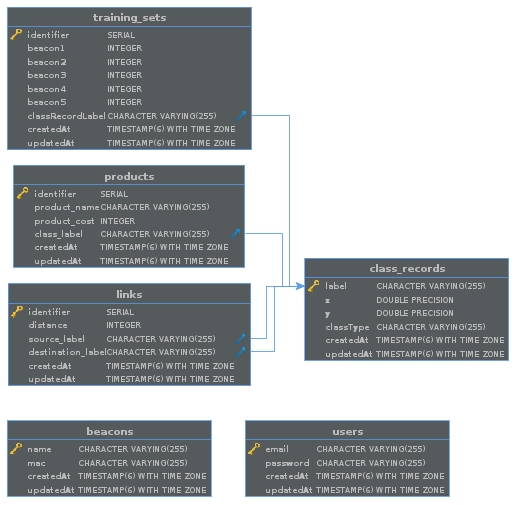 training_sets
identifier SERIAL
beacon1 INTEGER
beacon2 INTEGER
beacon3 INTEGER
beacon4 INTEGER
beacon5 INTEGER
classRecordLabel CHARACTER VARYING(255)
createdAt TIMESTAMP(6) WITH TIME ZONE
updatedAt TIMESTAMP(6) WITH TIME ZONE
products
identifier SERIAL
product_name CHARACTER VARYING(255)
product_cost INTEGER
class_label CHARACTER VARYING(255)
createdAt TIMESTAMP(6) WITH TIME ZONE
updatedAt TIMESTAMP(6) WITH TIME ZONE
class_records
label CHARACTER VARYING(255)
x DOUBLE PRECISION
y DOUBLE PRECISION
classType CHARACTER VARYING(255)
createdAt TIMESTAMP(6) WITH TIME ZONE
updatedAt TIMESTAMP(6) WITH TIME ZONE
links
identifier SERIAL
distance INTEGER
source_label CHARACTER VARYING(255)
destination_label CHARACTER VARYING(255)
createdAt TIMESTAMP(6) WITH TIME ZONE
updatedAt TIMESTAMP(6) WITH TIME ZONE
beacons
name CHARACTER VARYING(255)
mac CHARACTER VARYING(255)
createdAt TIMESTAMP(6) WITH TIME ZONE
updatedAt TIMESTAMP(6) WITH TIME ZONE
users
email CHARACTER VARYING(255)
password CHARACTER VARYING(255)
createdAt TIMESTAMP(6) WITH TIME ZONE
updatedAt TIMESTAMP(6) WITH TIME ZONE